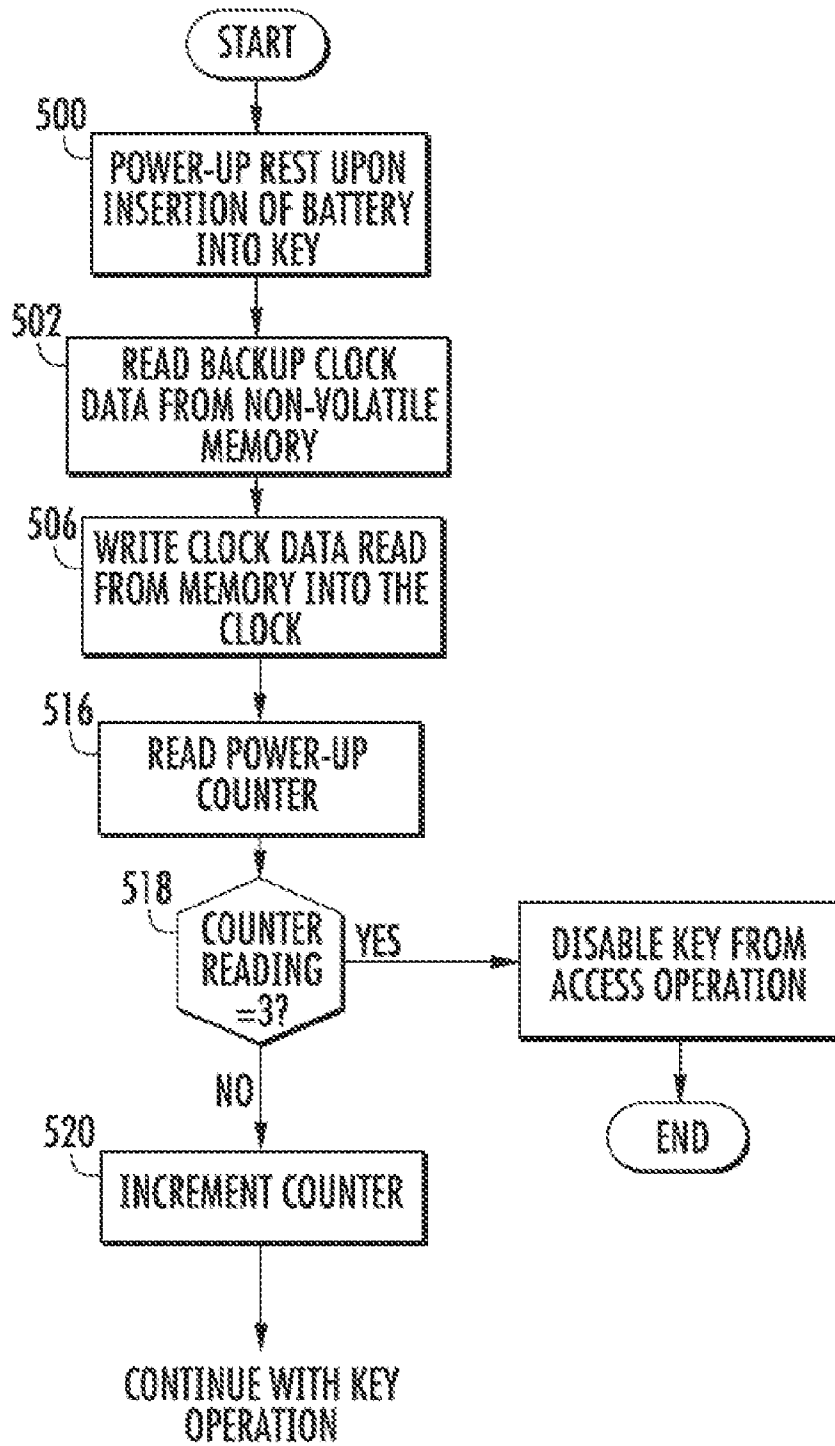 START
500
POWER-UP REST UPON
INSERTION OF BATTERY
INTO KEY
502
READ BACKUP CLOCK
DATA FROM NON-VOLATILE
MEMORY
506
WRITE CLOCK DATA READ
FROM MEMORY INTO THE
CLOCK
516
READ POWER-UP
COUNTER
518
COUNTER
READING
=3?
YES
DISABLE KEY FROM
ACCESS OPERATION
END
NO
520
INCREMENT COUNTER
CONTINUE WITH KEY
OPERATION